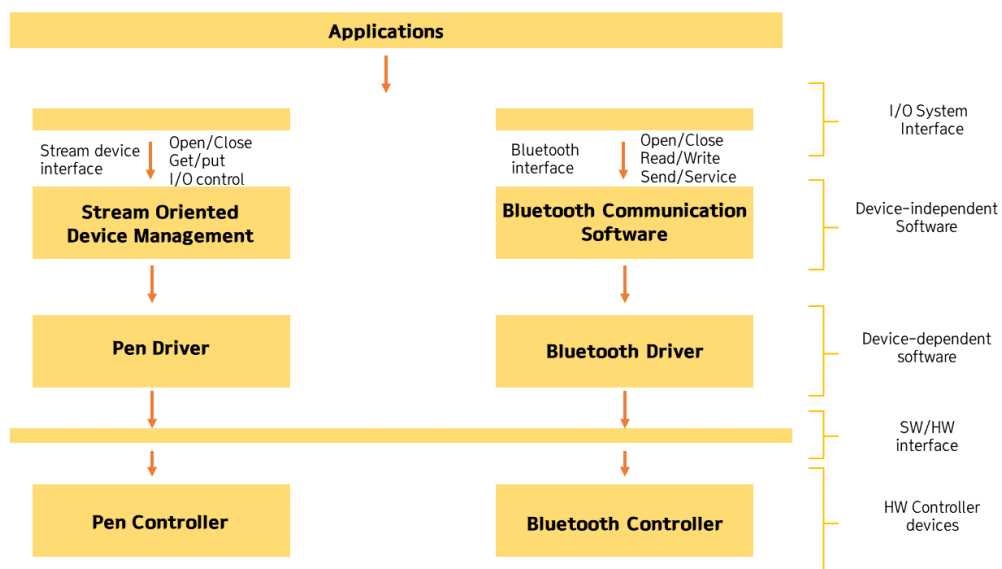 Applications
I/O System
Interface
Stream device
interface
Open/Close
Get/put
I/O control
Bluetooth
interface
Open/Close
Read/Write
Send/Service
Stream Oriented
Device Management
Bluetooth Communication
Software
Device-independent
Software
Pen Driver
Bluetooth Driver
Device-dependent
software
SW/HW
interface
Pen Controller
Bluetooth Controller
HW Controller
devices